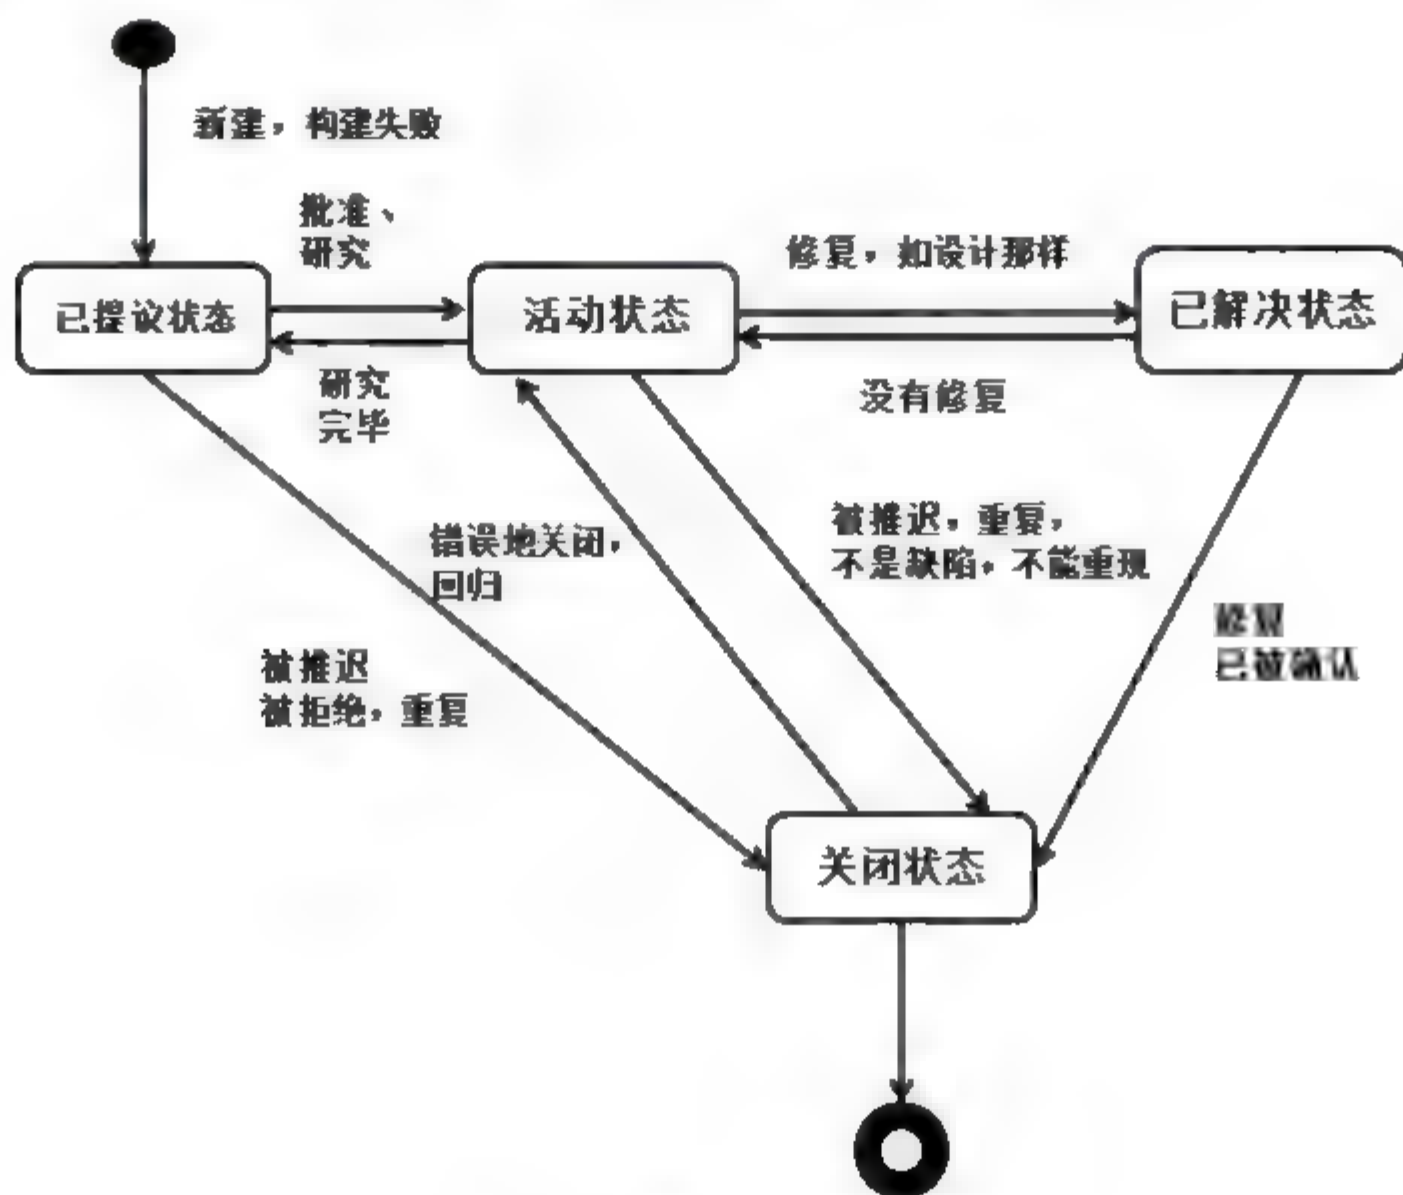 新建，构建失败
批准、
研究
修复，如设计那样
已提议状态
活动状态
已解决状态
研究
完毕
没有修复
错误地关闭，
回归
被推迟，重复，
不是缺陷，不能重现
修复
已被确认
被推迟
被拒绝，重复
关闭状态